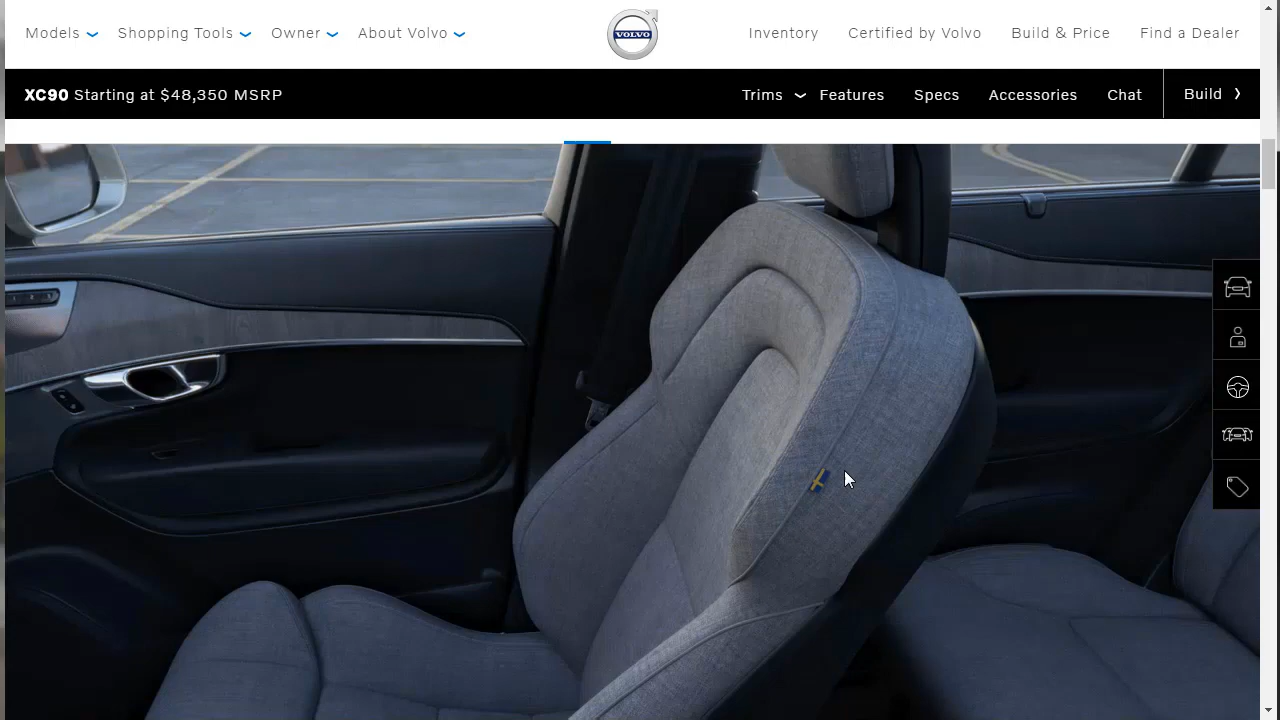 Models
Shopping Tools
Owner
About Volvo
VOLVO
Inventory
Certified by Volvo
Build & Price
Find a Dealer
XC90 Starting at $48,350 MSRP
Trims
Features
Specs
Accessories
Chat
Build